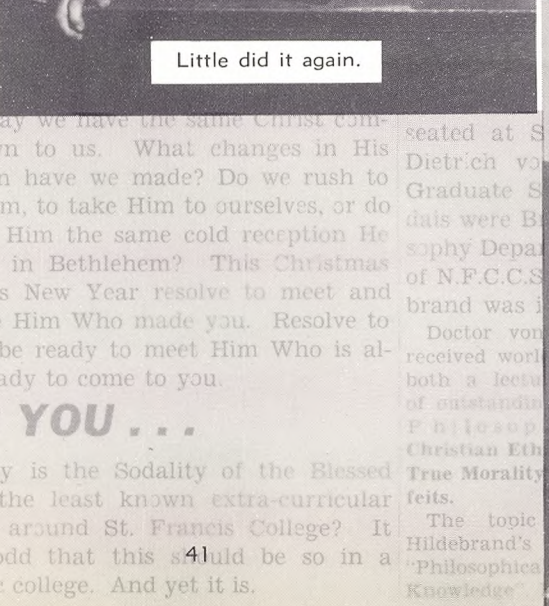 Little did it again.
ay we have the same Christ com-
n to us. What changes in His
n have we made? Do we rush to
m, to take Him to ourselves, or do
Him the same cold reception He
in Bethlehem? This Christmas
s New Year resolve to meet and
Him Who made you. Resolve to
be ready to meet Him Who is al-
ady to come to you.
YOU . . .
y is the Sodality of the Blessed
the least known extra-curricular
around St. Francis College? It
odd that this should be so in a
college. And yet it is.
41
seated at S
Dietrich vo
Graduate S
dais were B
sophy Depa
of N.F.C.C.S
brand was i
Doctor von
received worl
both a lectu
of outstandin
Philosop
Christian Eth
True Morality
feits.
The topic
Hildebrand's
"Philosophica
Knowledge".